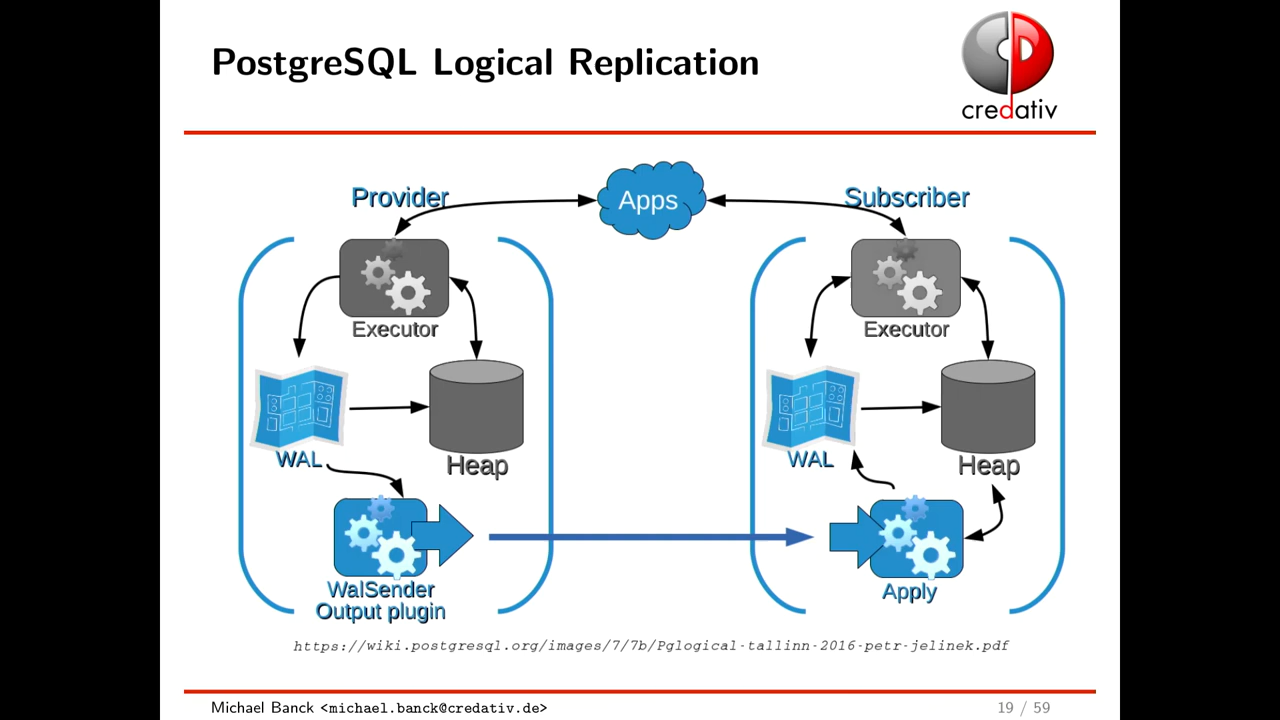 PostgreSQL Logical Replication
credativ
Provider
Apps
Subscriber
Executor
Executor
WAL
Heap
WAL
Heap
WalSender
Output plugin
Apply
https://wiki.postgresql.org/images/7/7b/Pglogical-tallinn-2016-petr-jelinek.pdf
Michael Banck <michael.banck@credativ.de>
19 / 59